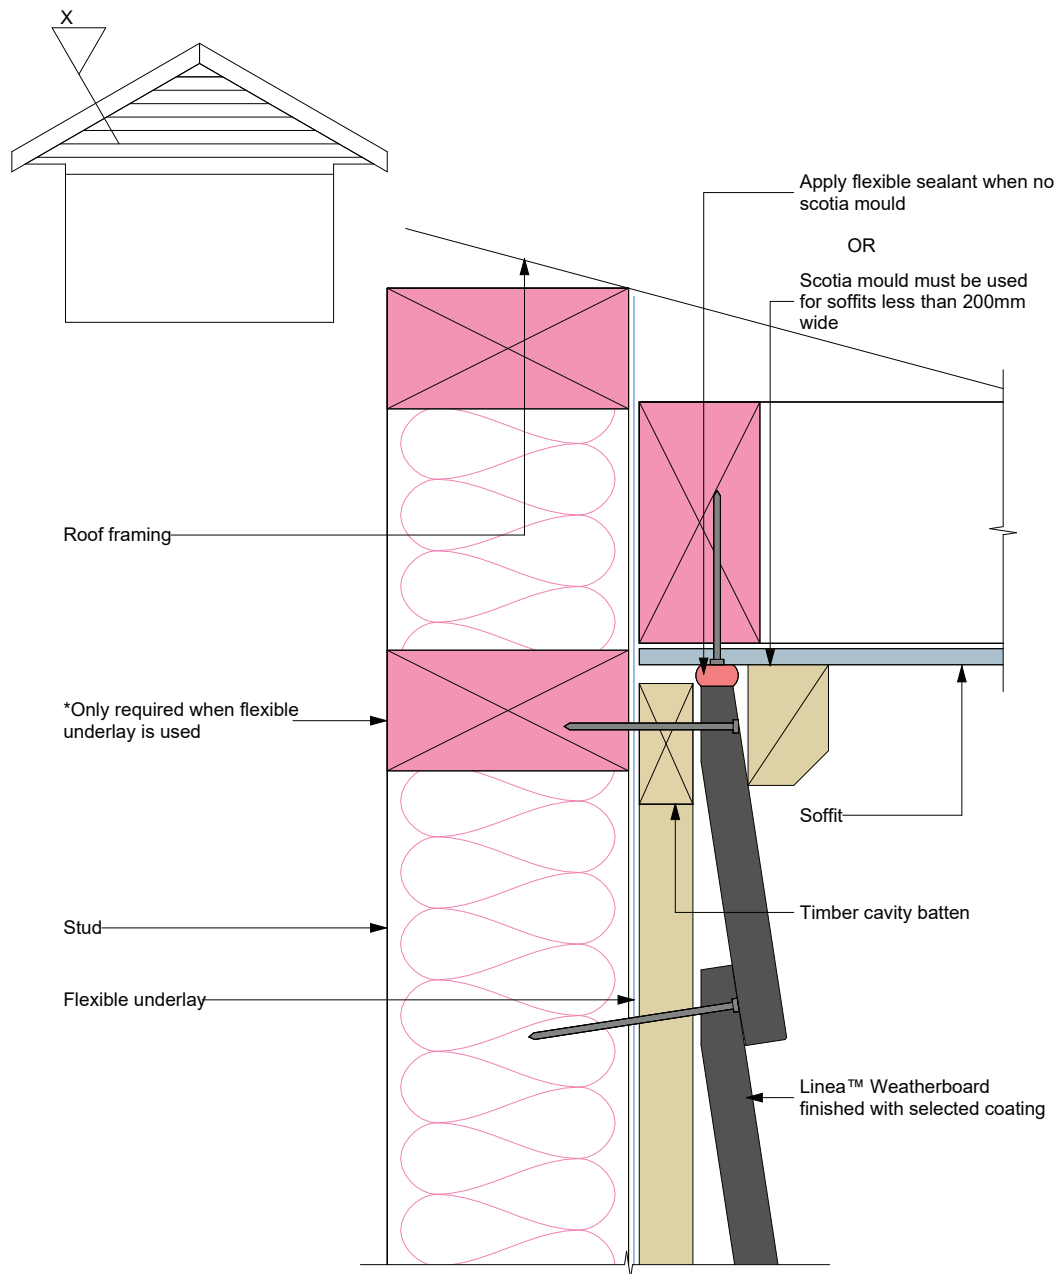 X
Apply flexible sealant when no
scotia mould
OR
Scotia mould must be used
for soffits less than 200mm
wide
Roof framing
*Only required when flexible
underlay is used
Soffit
Timber cavity batten
Stud
Flexible underlay
Linea™ Weatherboard
finished with selected coating